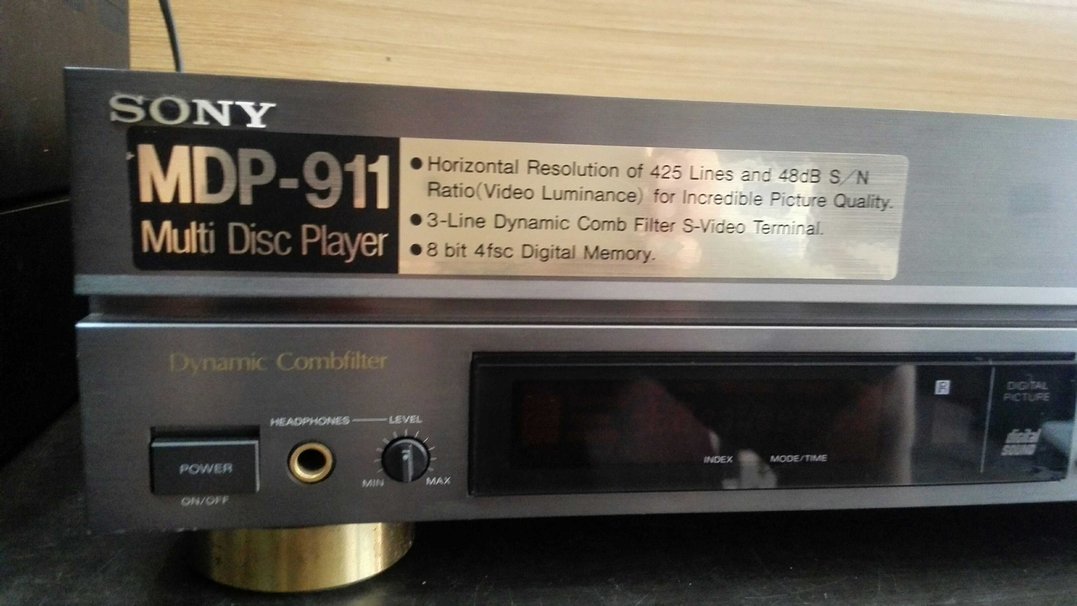 SONY
MDP-911
Multi Disc Player
● Horizontal Resolution of 425 Lines and 48dB S/N
Ratio(Video Luminance) for Incredible Picture Quality.
● 3-Line Dynamic Comb Filter S-Video Terminal.
● 8 bit 4fsc Digital Memory.
Dynamic Combfilter
HEADPHONES
LEVEL
MIN
MAX
POWER
ON/OFF
INDEX
MODE/TIME
DIGITAL
PICTURE
digital
sound